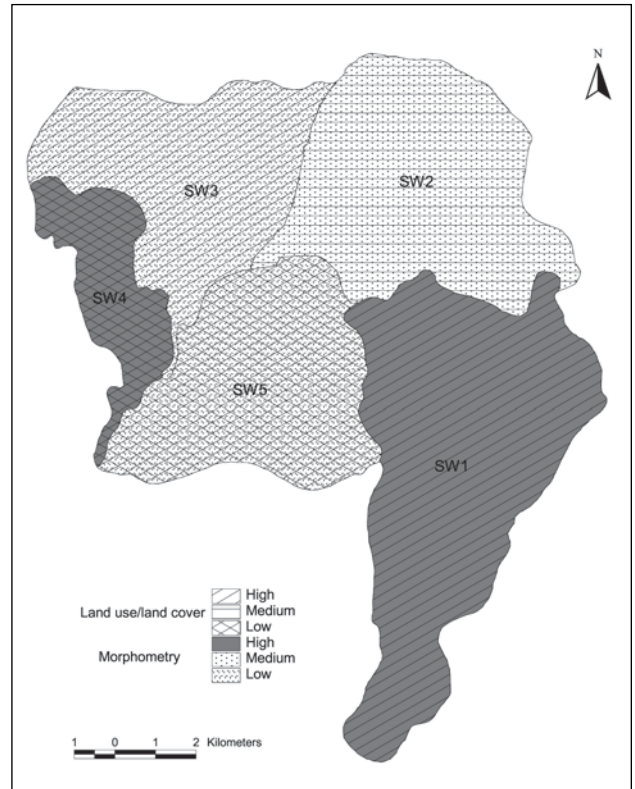 N
SW2
SW3
SW4
SW5
SW1
Land use/land cover
High
Medium
Low
Morphometry
High
Medium
Low
1 0 1 2 Kilometers